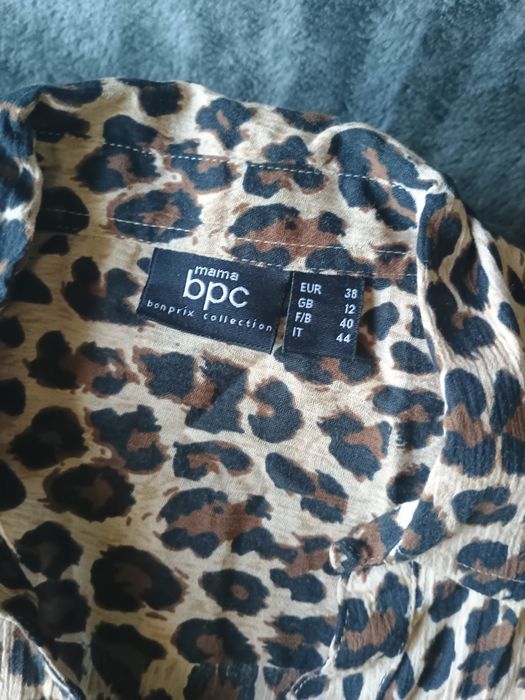 mama
bpc
bonprix collection
EUR 38
GB 12
F/B 40
IT 44